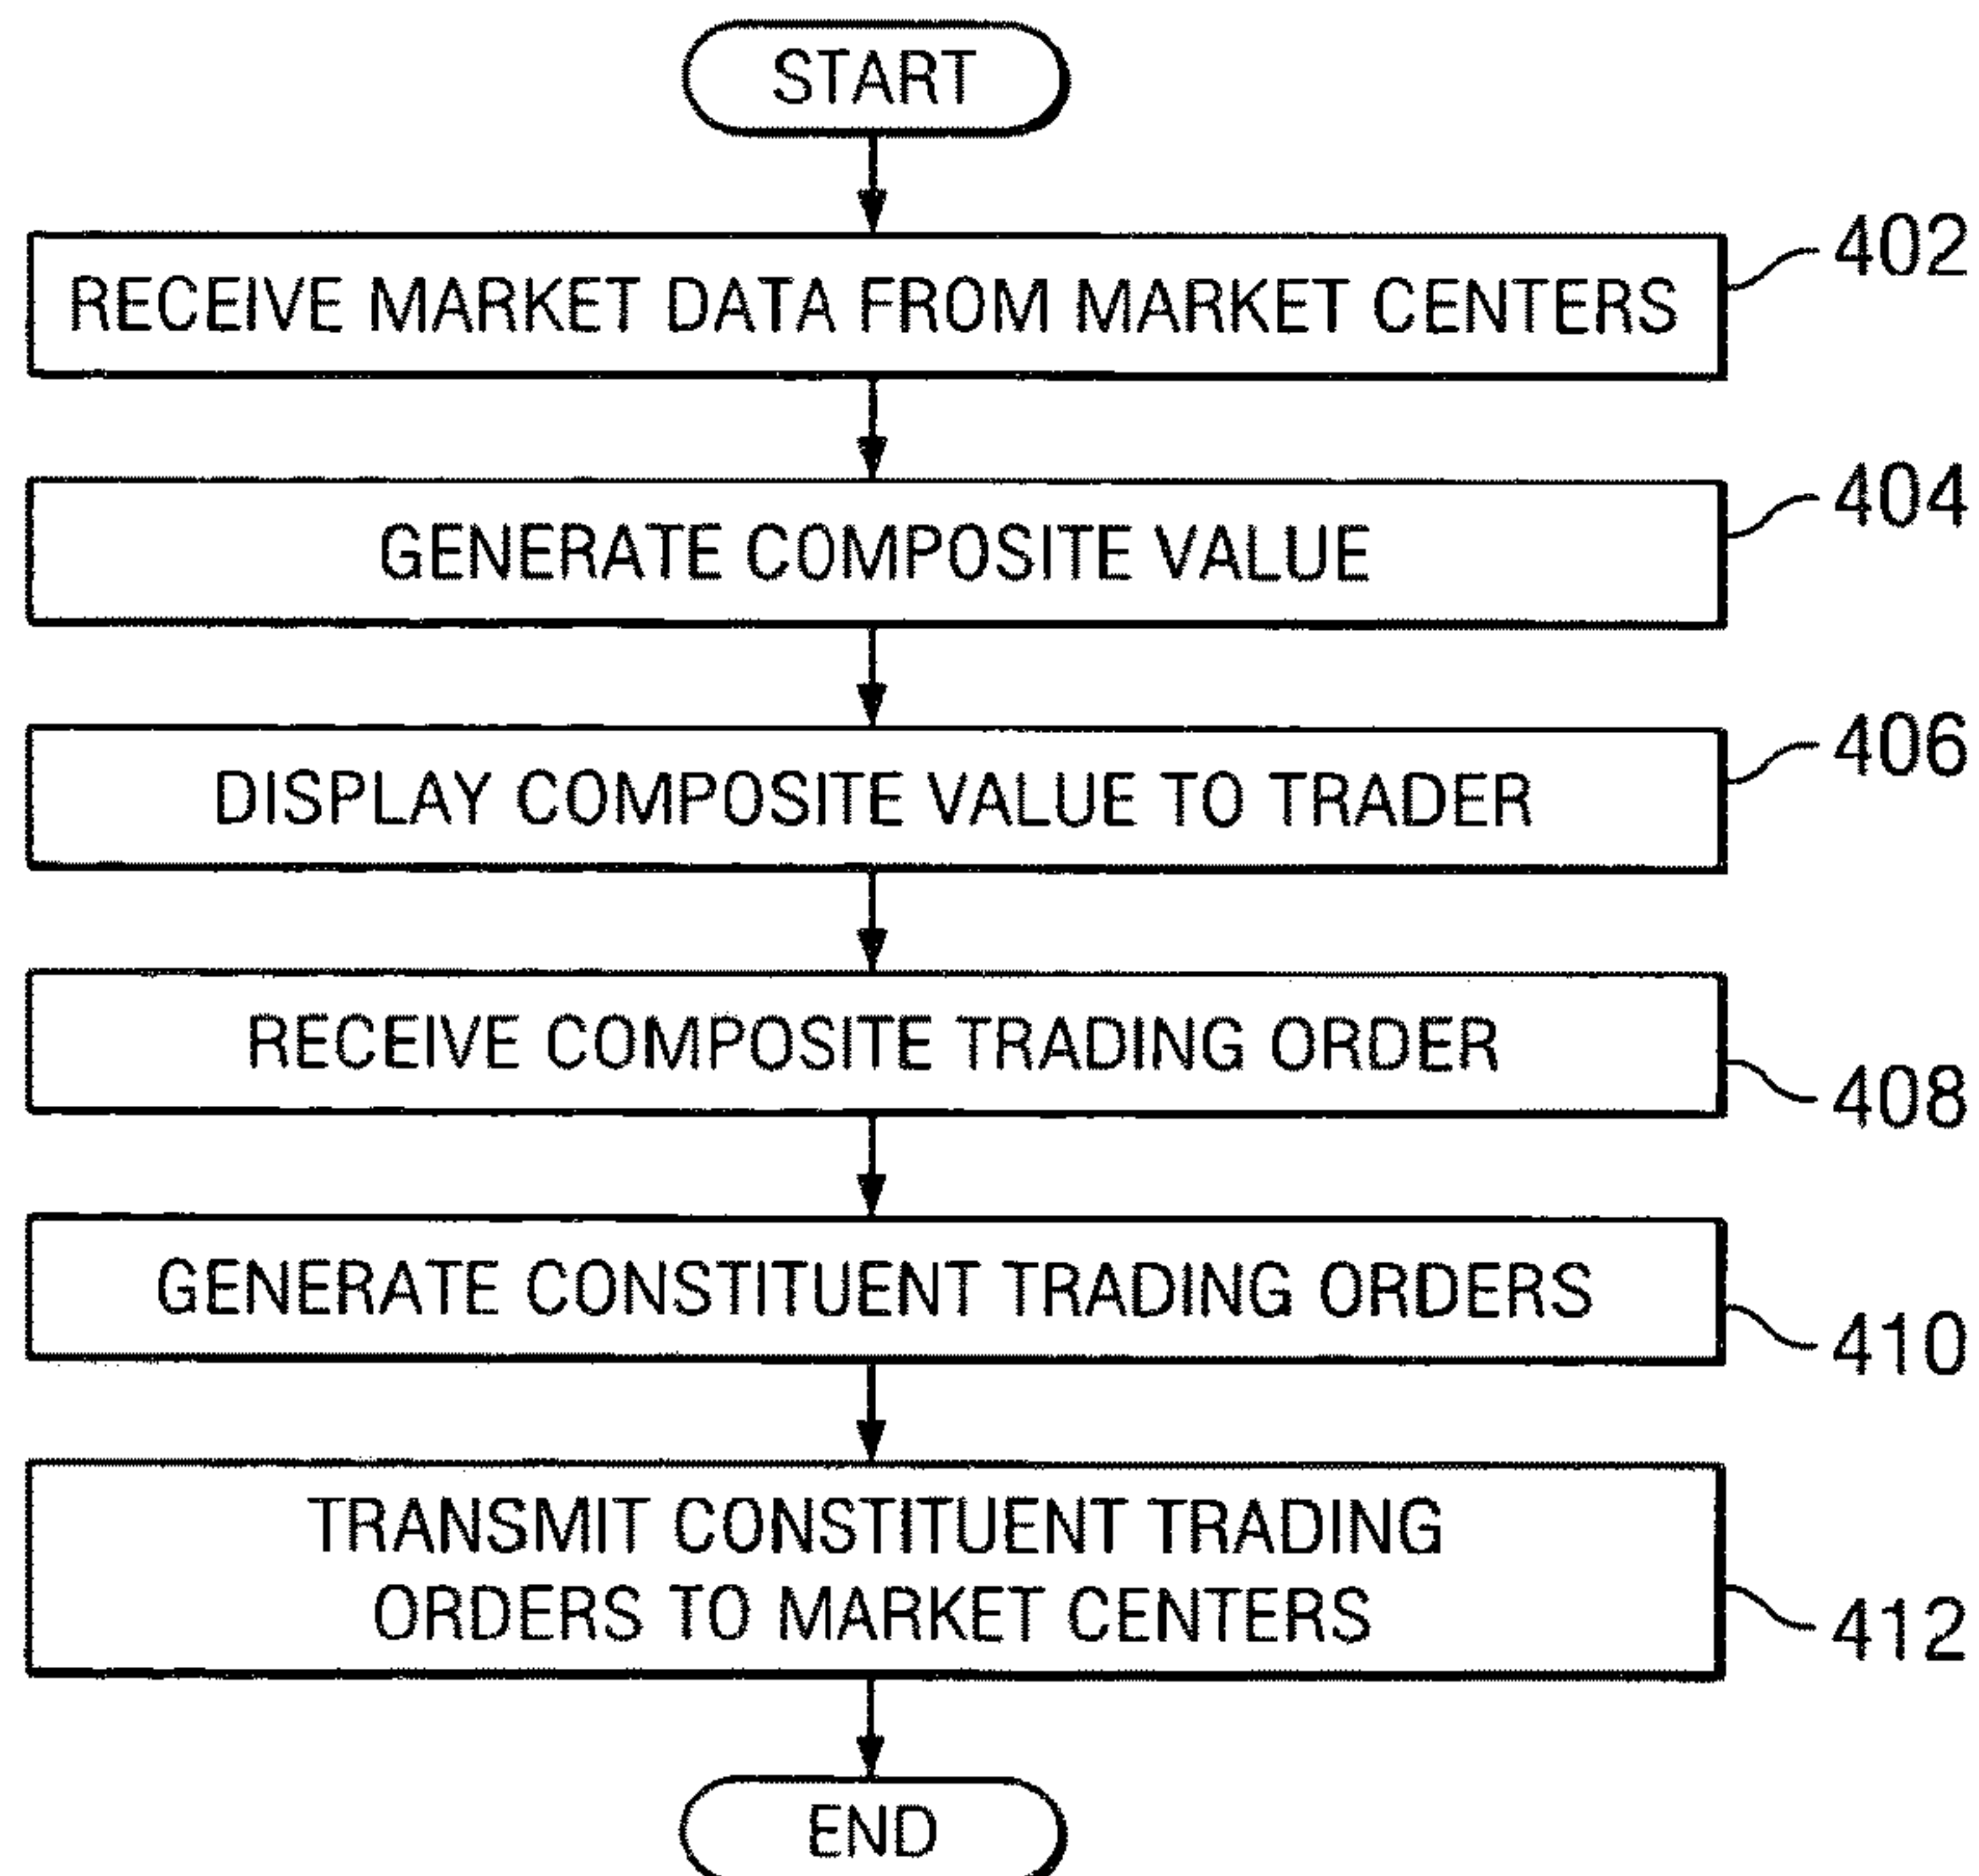 START
RECEIVE MARKET DATA FROM MARKET CENTERS
402
GENERATE COMPOSITE VALUE
404
DISPLAY COMPOSITE VALUE TO TRADER
406
RECEIVE COMPOSITE TRADING ORDER
408
GENERATE CONSTITUENT TRADING ORDERS
410
TRANSMIT CONSTITUENT TRADING
ORDERS TO MARKET CENTERS
412
END